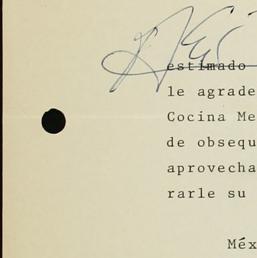 estimado
le agrade
Cocina Me
de obsequ
aprovecha
rarle su
Méx